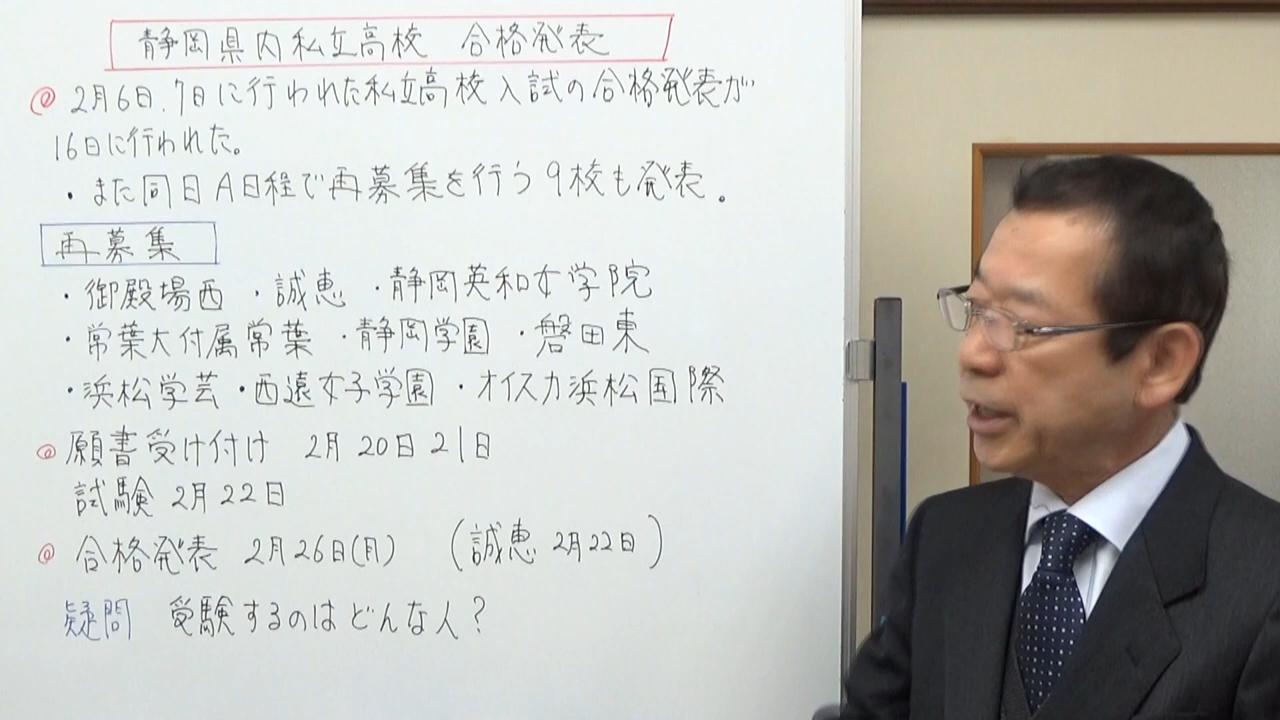 静岡県内私立高校 合格発表
@ 2月6日、7日に行われた私立高校入試の合格発表が
16日に行われた。
・また同日A日程で再募集を行う9校も発表。
再募集
・御殿場西 ・誠恵 ・静岡英和女学院
・常葉大付属常葉 ・静岡学園 ・磐田東
・浜松学芸 ・西遠女子学園 ・オイスカ浜松国際
@ 願書受け付け 2月20日21日
試験2月22日
@ 合格発表 2月26日(月) (誠恵 2月22日)
疑問 受験するのはどんな人?